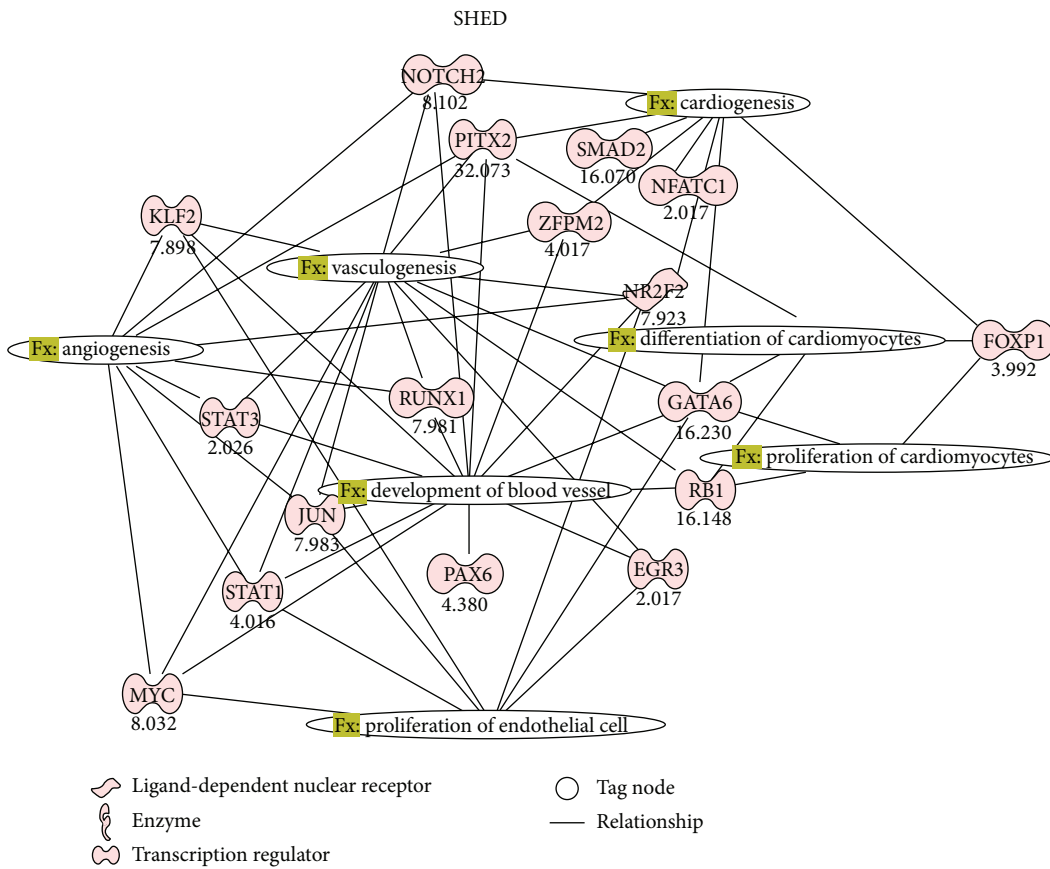 SHED
NOTCH2
8.102
Fx: cardiogenesis
PITX2
32.073
SMAD2
16.070
NFATC1
2.017
KLF2
7.898
ZFPM2
4.017
Fx: vasculogenesis
NR2F2
7.923
Fx: angiogenesis
Fx: differentiation of cardiomyocytes
FOXP1
3.992
STAT3
2.026
RUNX1
7.981
GATA6
16.230
Fx: proliferation of cardiomyocytes
Fx: development of blood vessel
RB1
16.148
JUN
7.983
PAX6
4.380
EGR3
2.017
STAT1
4.016
MYC
8.032
Fx: proliferation of endothelial cell
Ligand-dependent nuclear receptor
Enzyme
Transcription regulator
Tag node
Relationship